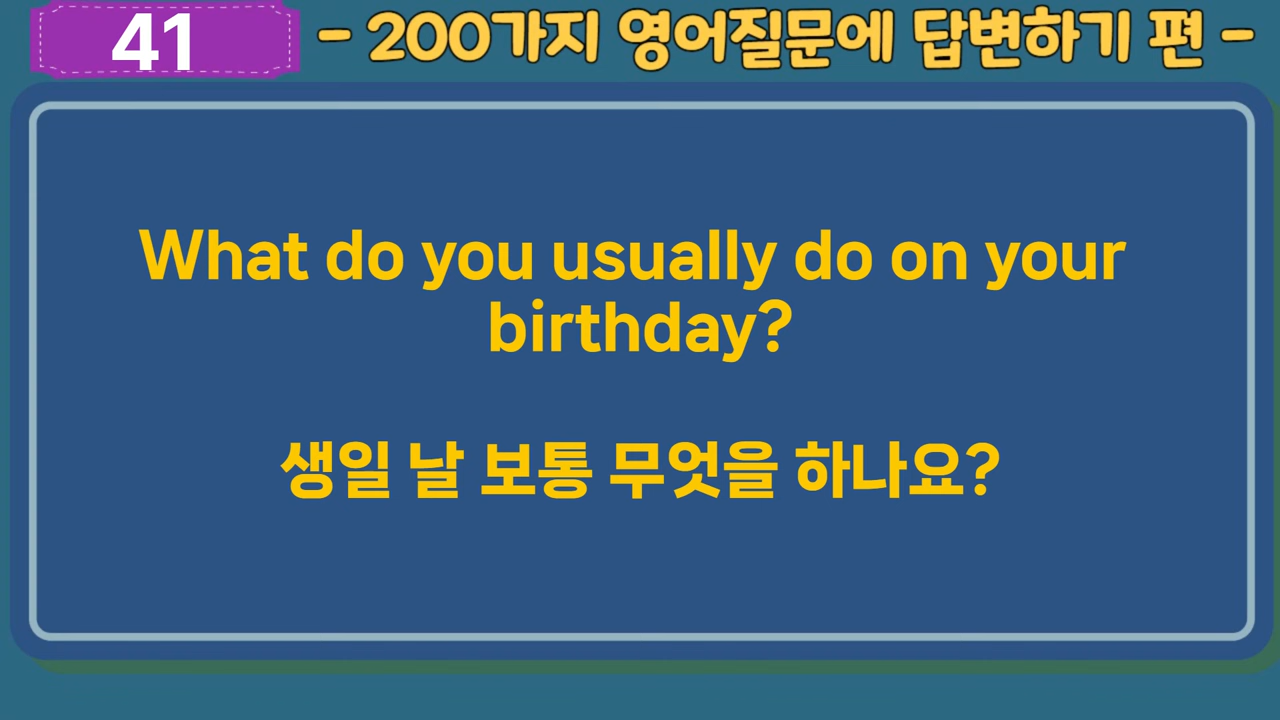 41
- 200가지 영어질문에 답변하기 편 -
What do you usually do on your
birthday?
생일 날 보통 무엇을 하나요?